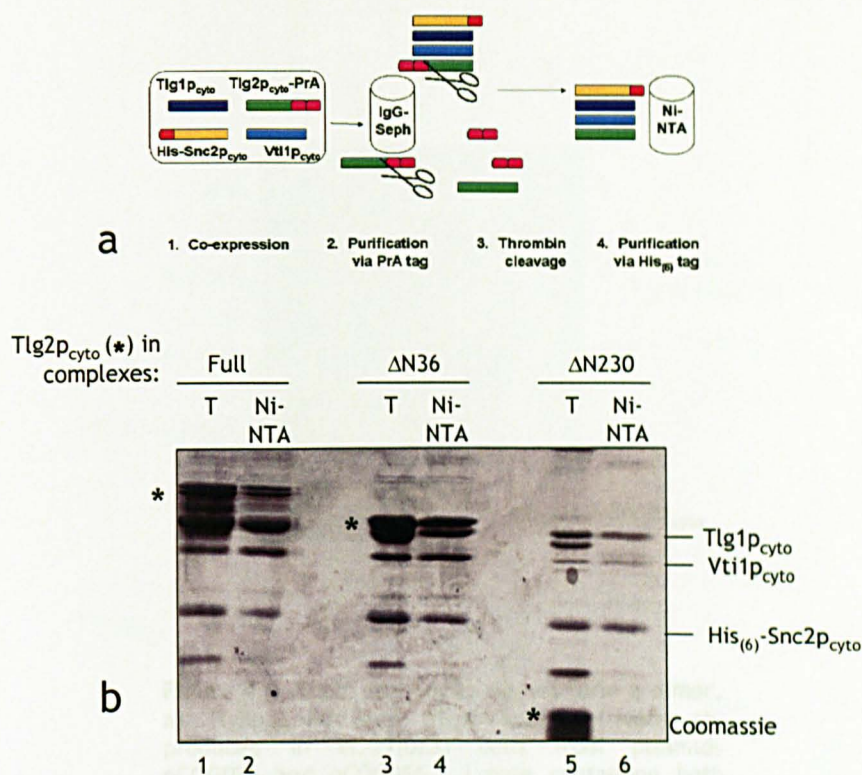 Tlg1pcyto Tlg2pcyto-PrA
His-Snc2pcyto Vti1pcyto
IgG-
Seph
Ni-
NTA
a
1. Co-expression
2. Purification
via PrA tag
3. Thrombin
cleavage
4. Purification
via His(6) tag
Tlg2pcyto (*) in
complexes:
Full ΔN36 ΔN230
T Ni-
NTA
T Ni-
NTA
T Ni-
NTA
*
*
*
Tlg1pcyto
Vti1pcyto
His(6)-Snc2pcyto
b
Coomassie
1 2 3 4 5 6